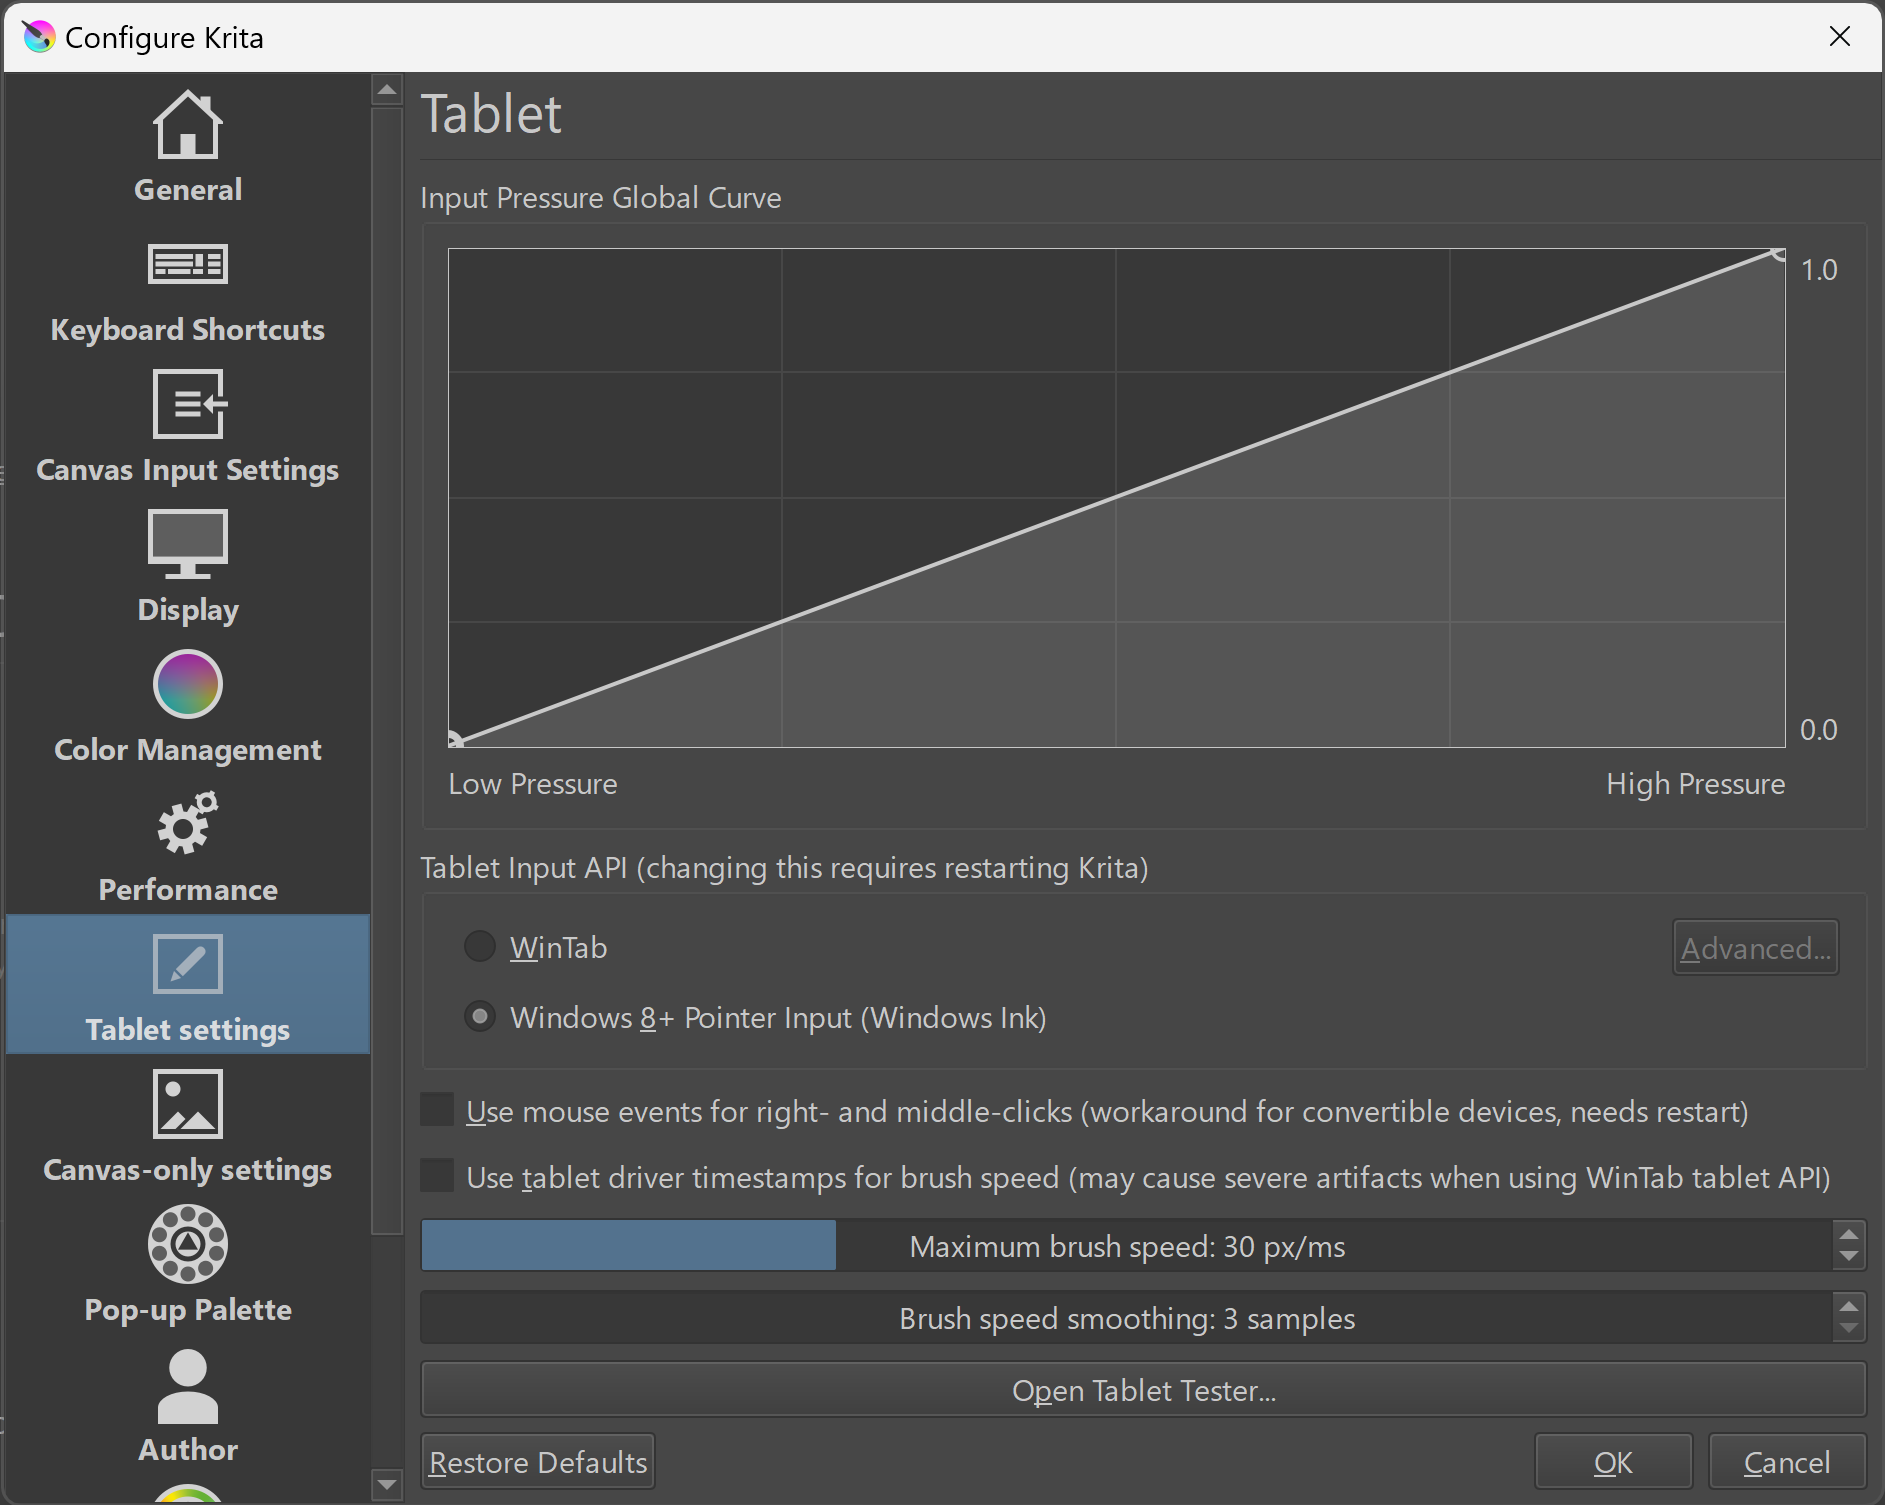 Configure Krita
General
Keyboard Shortcuts
Canvas Input Settings
Display
Color Management
Performance
Tablet settings
Canvas-only settings
Pop-up Palette
Author
Tablet
Input Pressure Global Curve
1.0
0.0
Low Pressure
High Pressure
Tablet Input API (changing this requires restarting Krita)
WinTab
Advanced...
Windows 8+ Pointer Input (Windows Ink)
Use mouse events for right- and middle-clicks (workaround for convertible devices, needs restart)
Use tablet driver timestamps for brush speed (may cause severe artifacts when using WinTab tablet API)
Maximum brush speed: 30 px/ms
Brush speed smoothing: 3 samples
Open Tablet Tester...
Restore Defaults
OK
Cancel